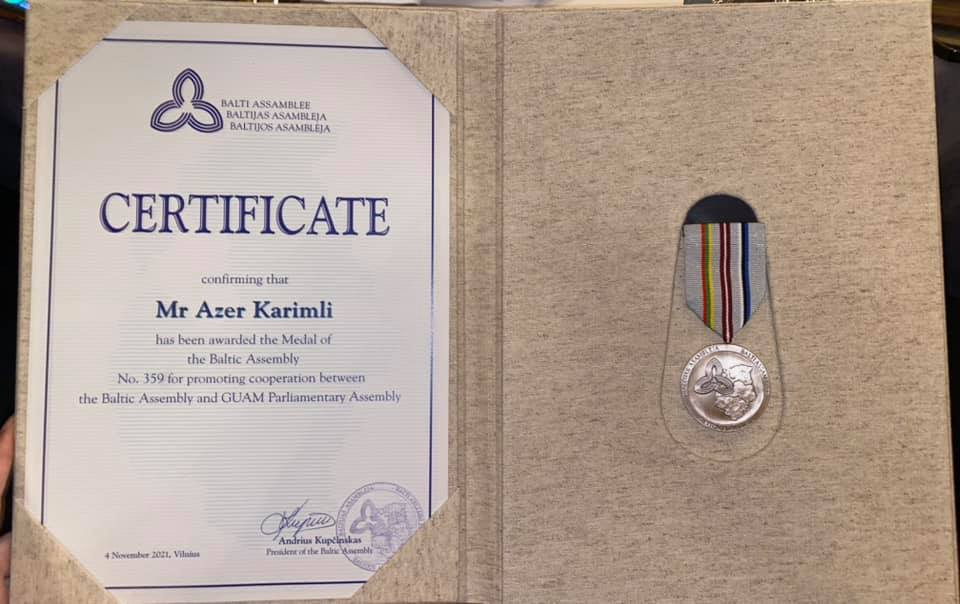 BALTI ASSAMBLEE
BALTIJAS ASAMBLEJA
BALTIJOS ASAMBLĖJA
CERTIFICATE
confirming that
Mr Azer Karimli
has been awarded the Medal of
the Baltic Assembly
No. 359 for promoting cooperation between
the Baltic Assembly and GUAM Parliamentary Assembly
Andrius Kupčinskas
President of the Baltic Assembly
4 November 2021, Vilnius